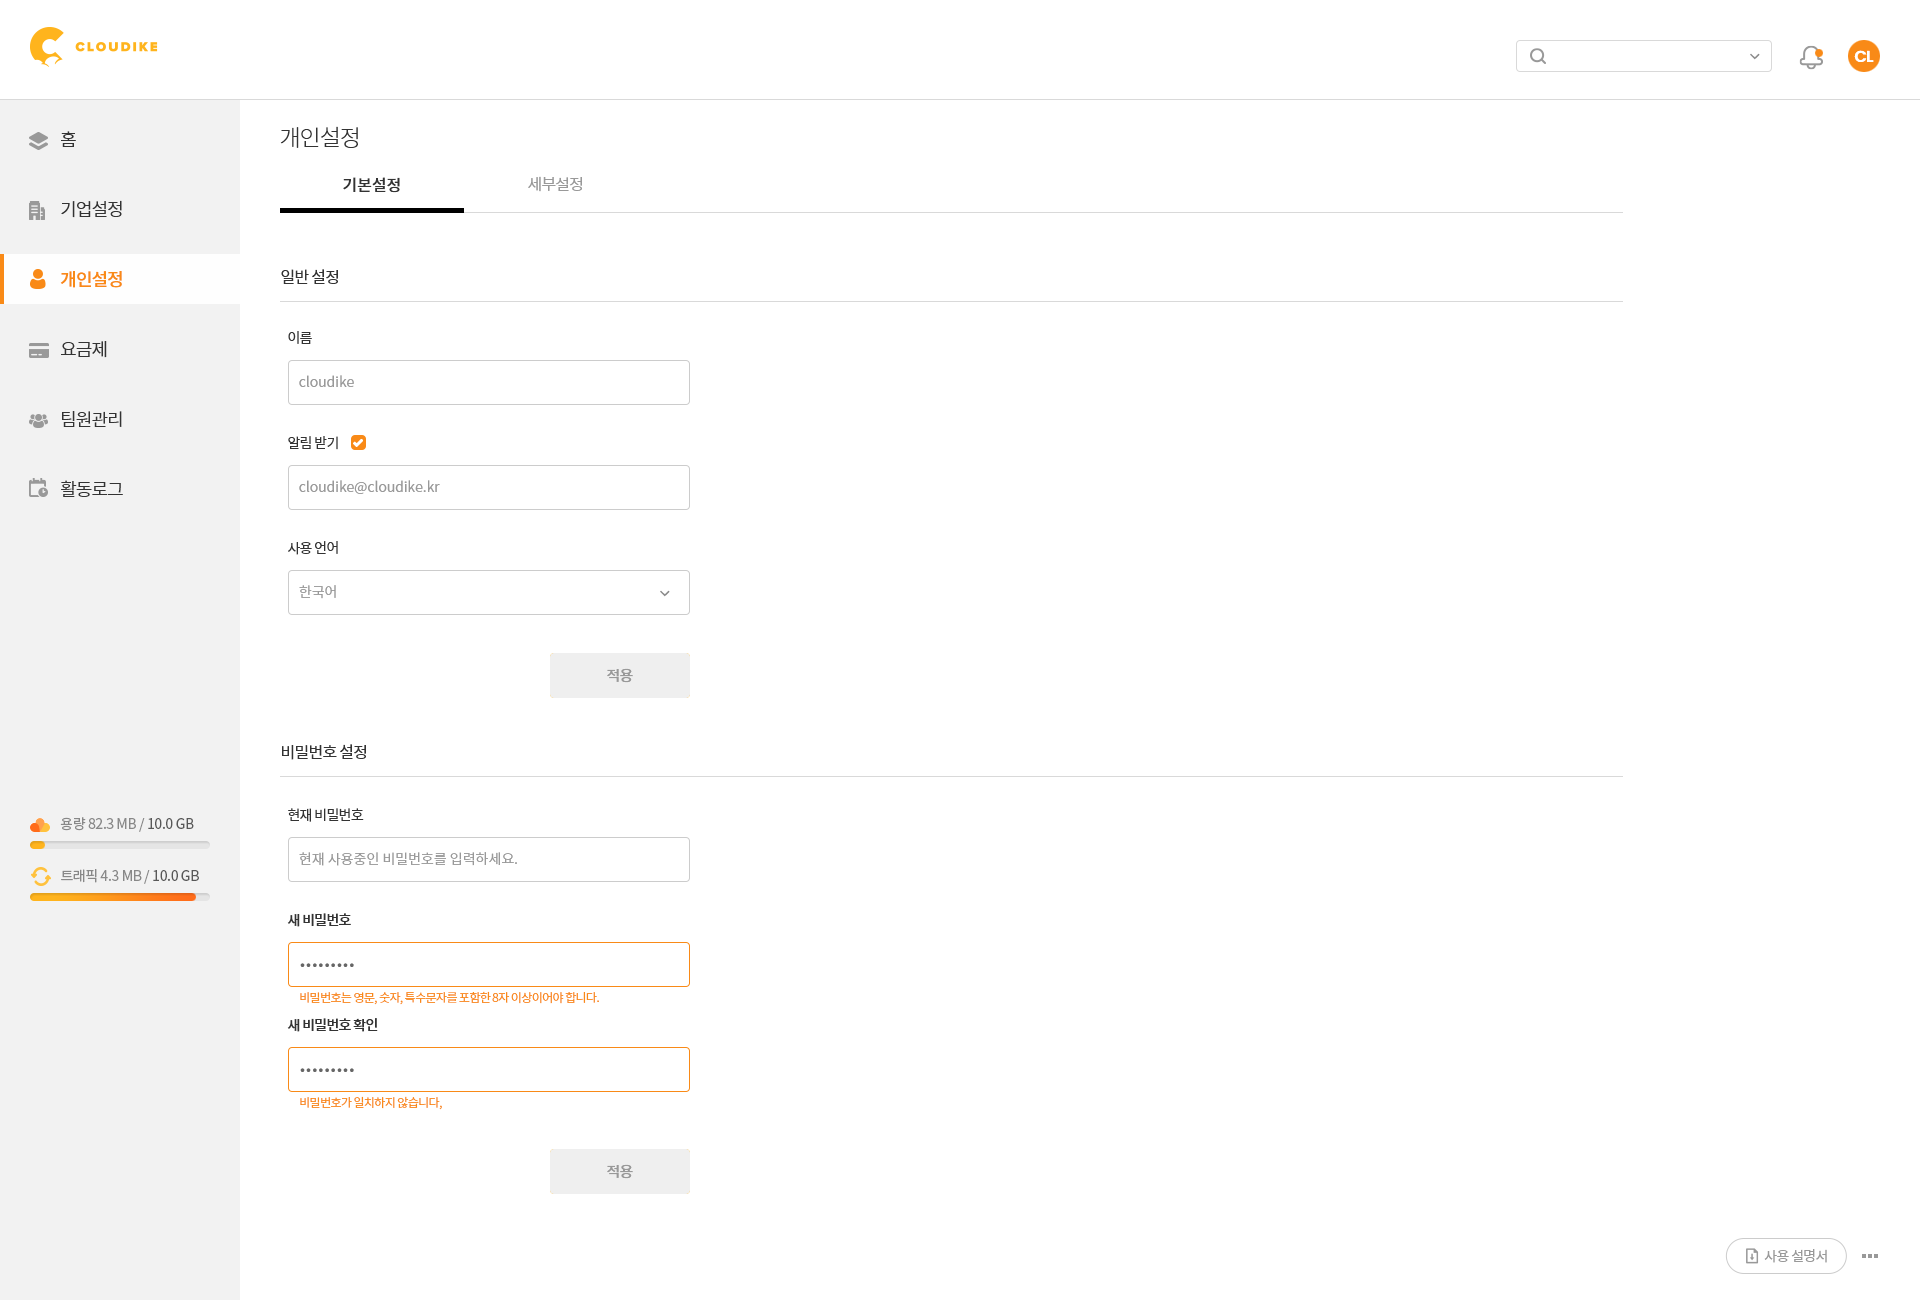 CLOUDIKE
CL
홈
기업설정
개인설정
요금제
팀원관리
활동로그
용량 82.3 MB / 10.0 GB
트래픽 4.3 MB / 10.0 GB
개인설정
기본설정
세부설정
일반 설정
이름
cloudike
알림 받기
cloudike@cloudike.kr
사용 언어
한국어
적용
비밀번호 설정
현재 비밀번호
현재 사용중인 비밀번호를 입력하세요.
새 비밀번호
•••••••••
비밀번호는 영문, 숫자, 특수문자를 포함한 8자 이상이어야 합니다.
새 비밀번호 확인
•••••••••
비밀번호가 일치하지 않습니다,
적용
사용 설명서